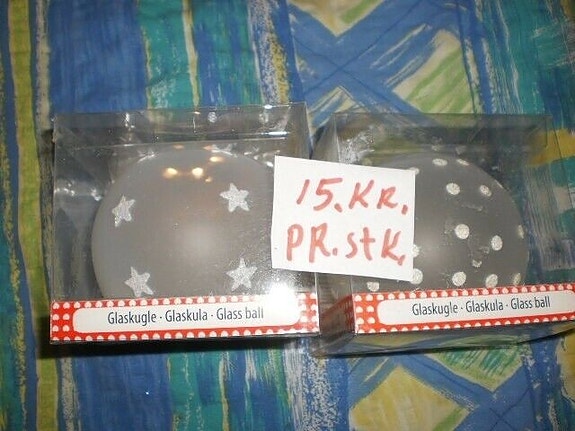 15.KR.
PR.stK.
Glaskugle · Glaskula · Glass ball
Glaskugle · Glaskula · Glass ball